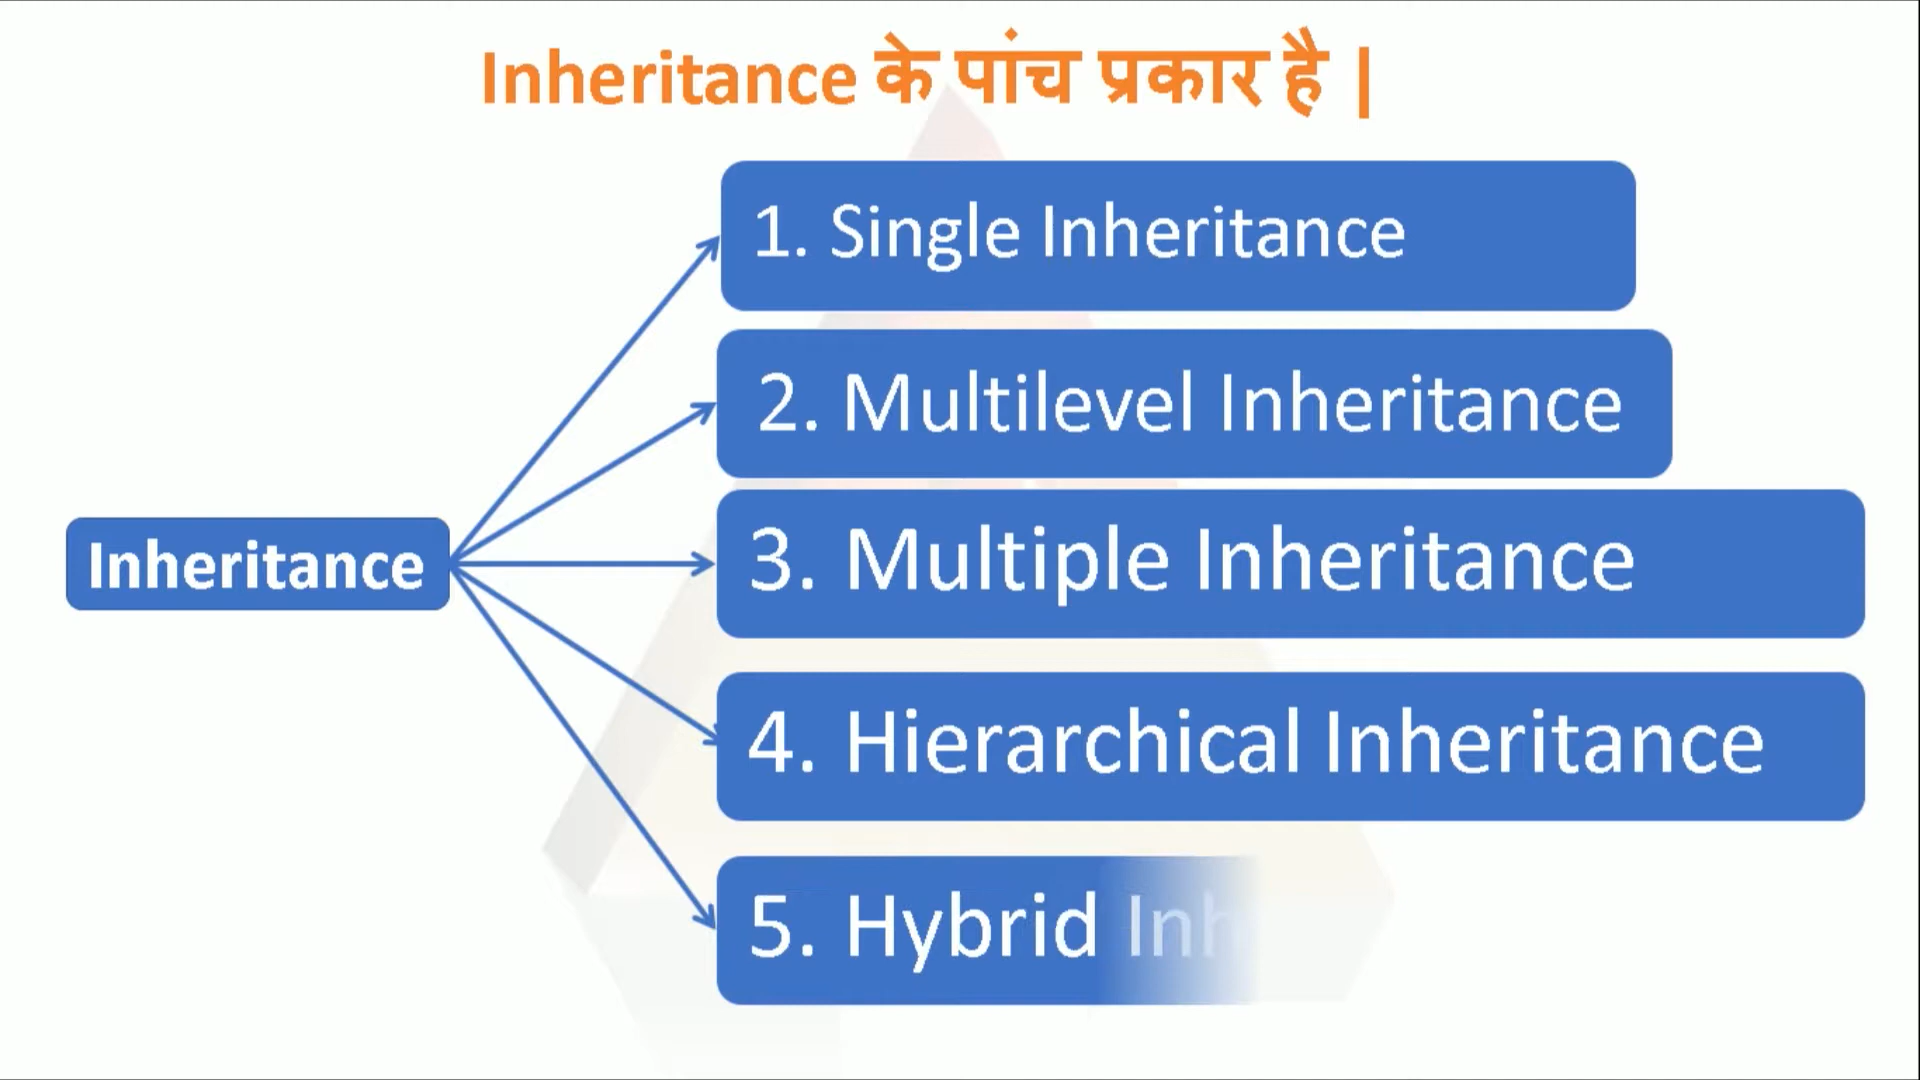 Inheritance के पांच प्रकार है |
1. Single Inheritance
2. Multilevel Inheritance
Inheritance
3. Multiple Inheritance
4. Hierarchical Inheritance
5. Hybrid